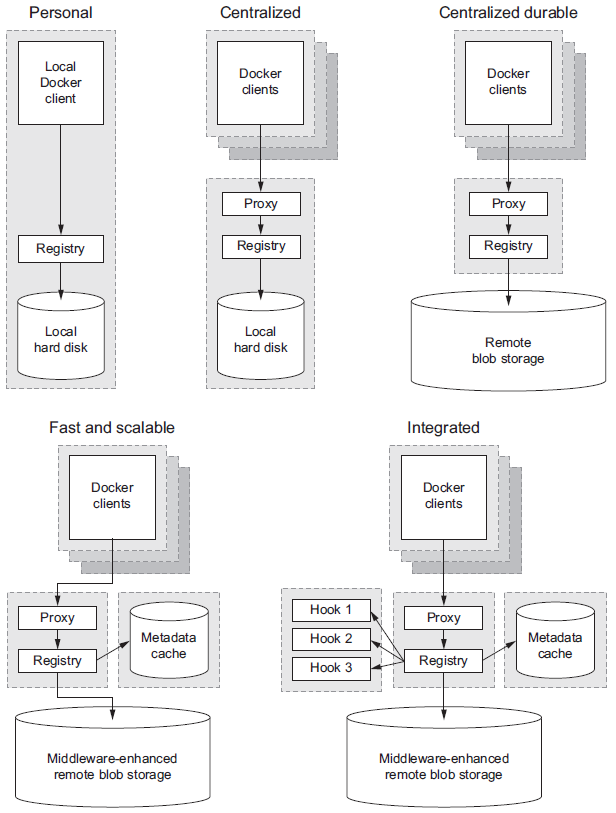 Personal
Local
Docker
client
Registry
Local
hard disk
Centralized
Docker
clients
Proxy
Registry
Local
hard disk
Centralized durable
Docker
clients
Proxy
Registry
Remote
blob storage
Fast and scalable
Docker
clients
Proxy
Registry
Metadata
cache
Middleware-enhanced
remote blob storage
Integrated
Docker
clients
Hook 1
Hook 2
Hook 3
Proxy
Registry
Metadata
cache
Middleware-enhanced
remote blob storage